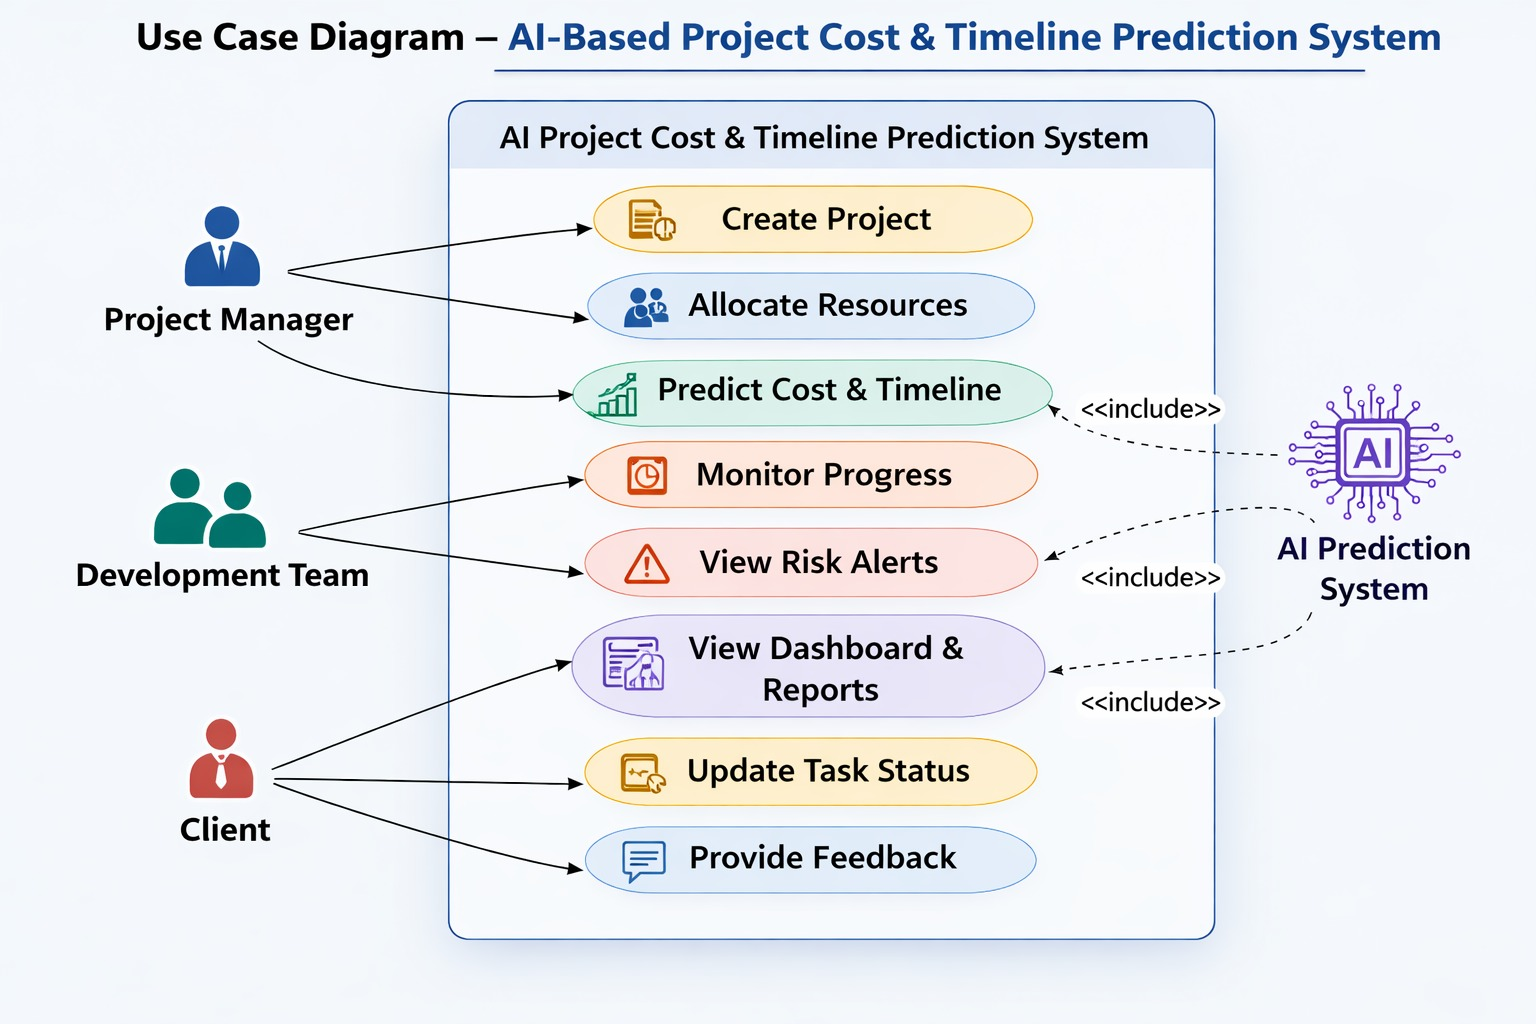 Use Case Diagram – AI-Based Project Cost & Timeline Prediction System
AI Project Cost & Timeline Prediction System
Create Project
Allocate Resources
Project Manager
Predict Cost & Timeline
<<include>>
AI
Monitor Progress
View Risk Alerts
AI Prediction
System
Development Team
<<include>>
View Dashboard &
Reports
<<include>>
Update Task Status
Client
Provide Feedback